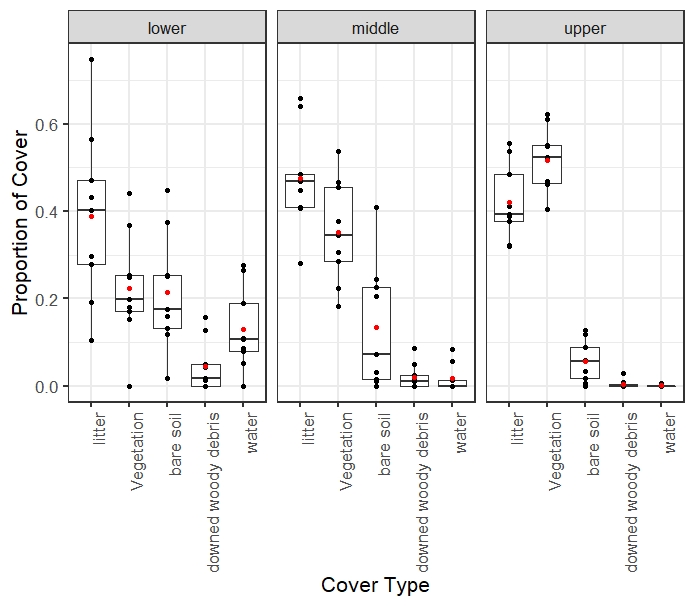 lower middle upper
Proportion of Cover
0.6
0.4
0.2
0.0
litter Vegetation bare soil downed woody debris water litter Vegetation bare soil downed woody debris water litter Vegetation bare soil downed woody debris water
Cover Type